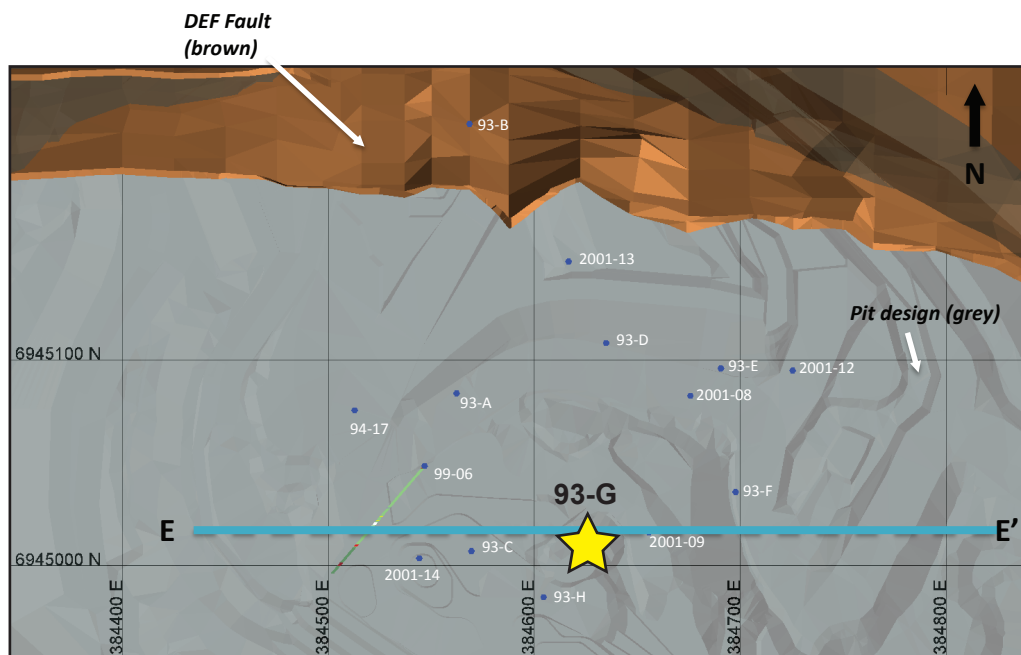 DEF Fault
(brown)
93-B
N
2001-13
Pit design (grey)
93-D
6945100 N
93-E
2001-12
2001-08
93-A
94-17
99-06
93-G
93-F
E
E'
2001-09
93-C
6945000 N
2001-14
93-H
384400 E
384500 E
384600 E
384700 E
384800 E